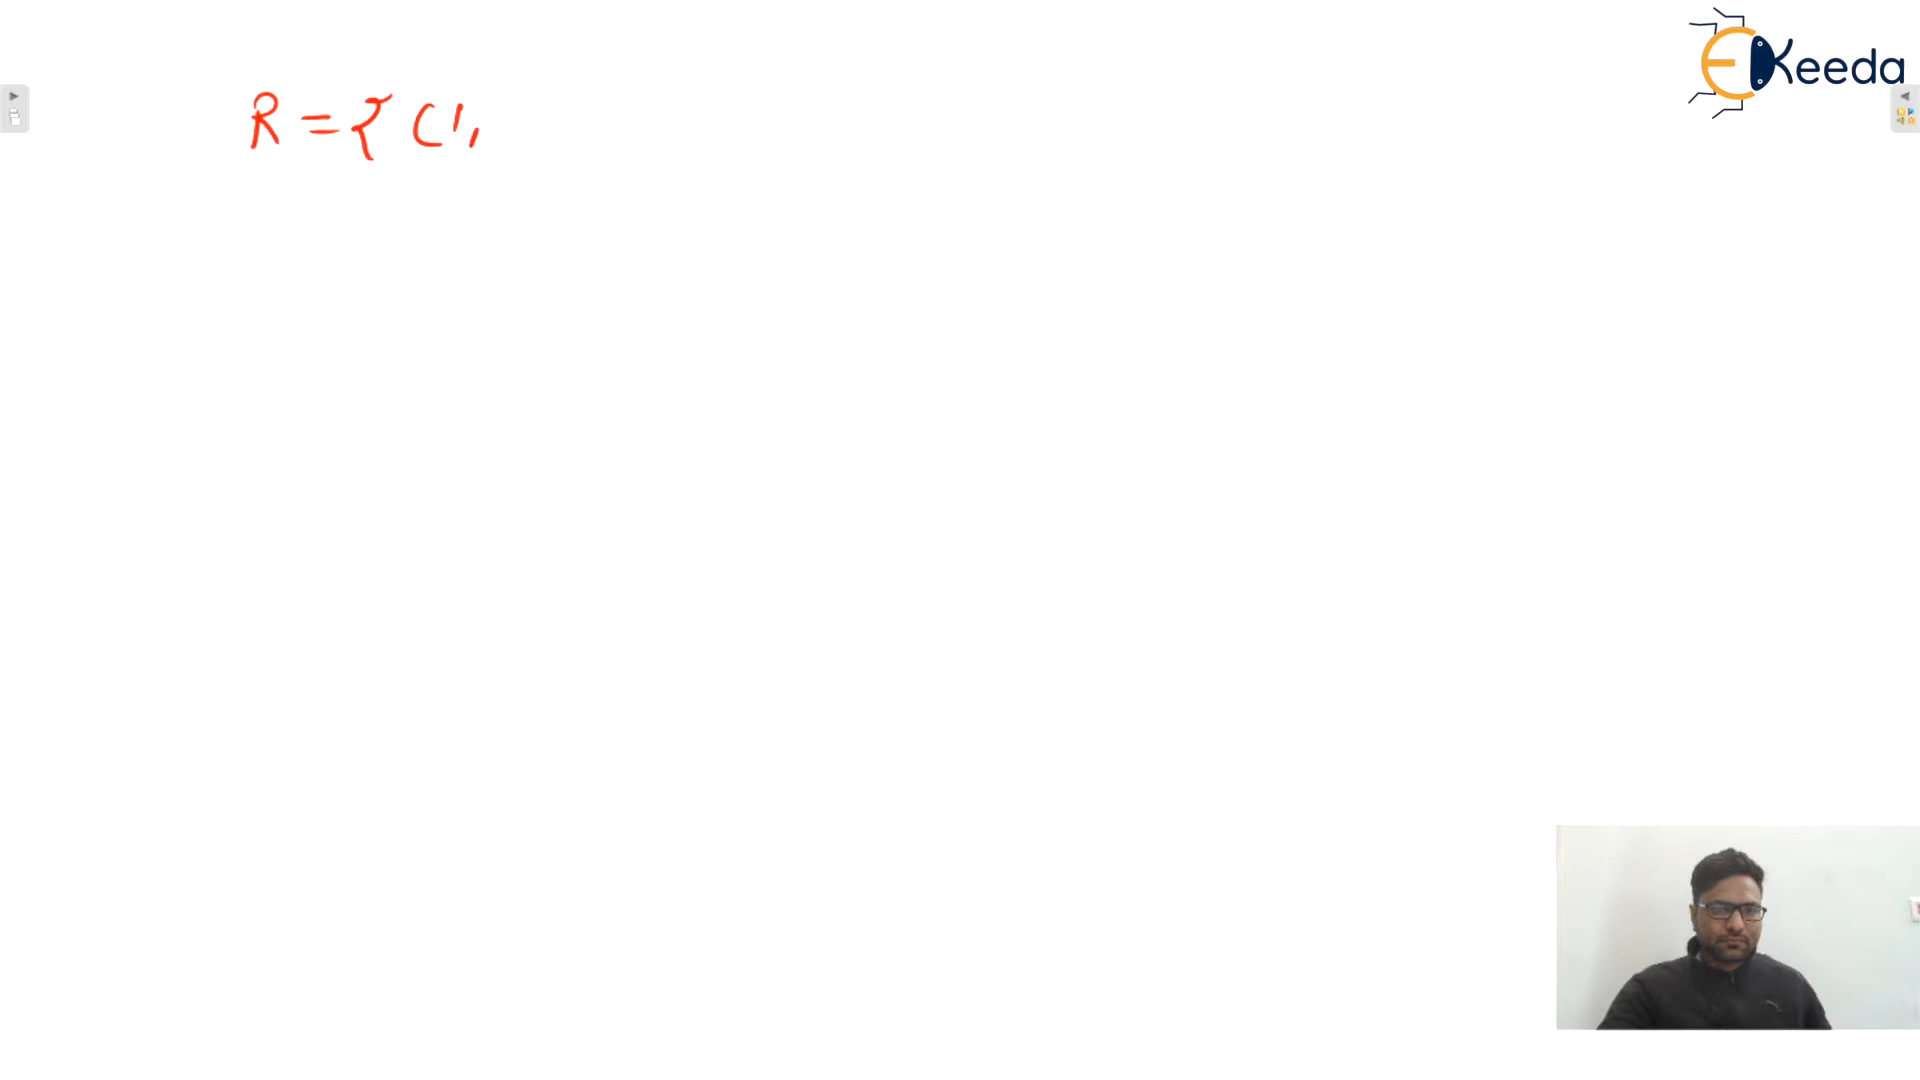 EKeeda
R = { (1,